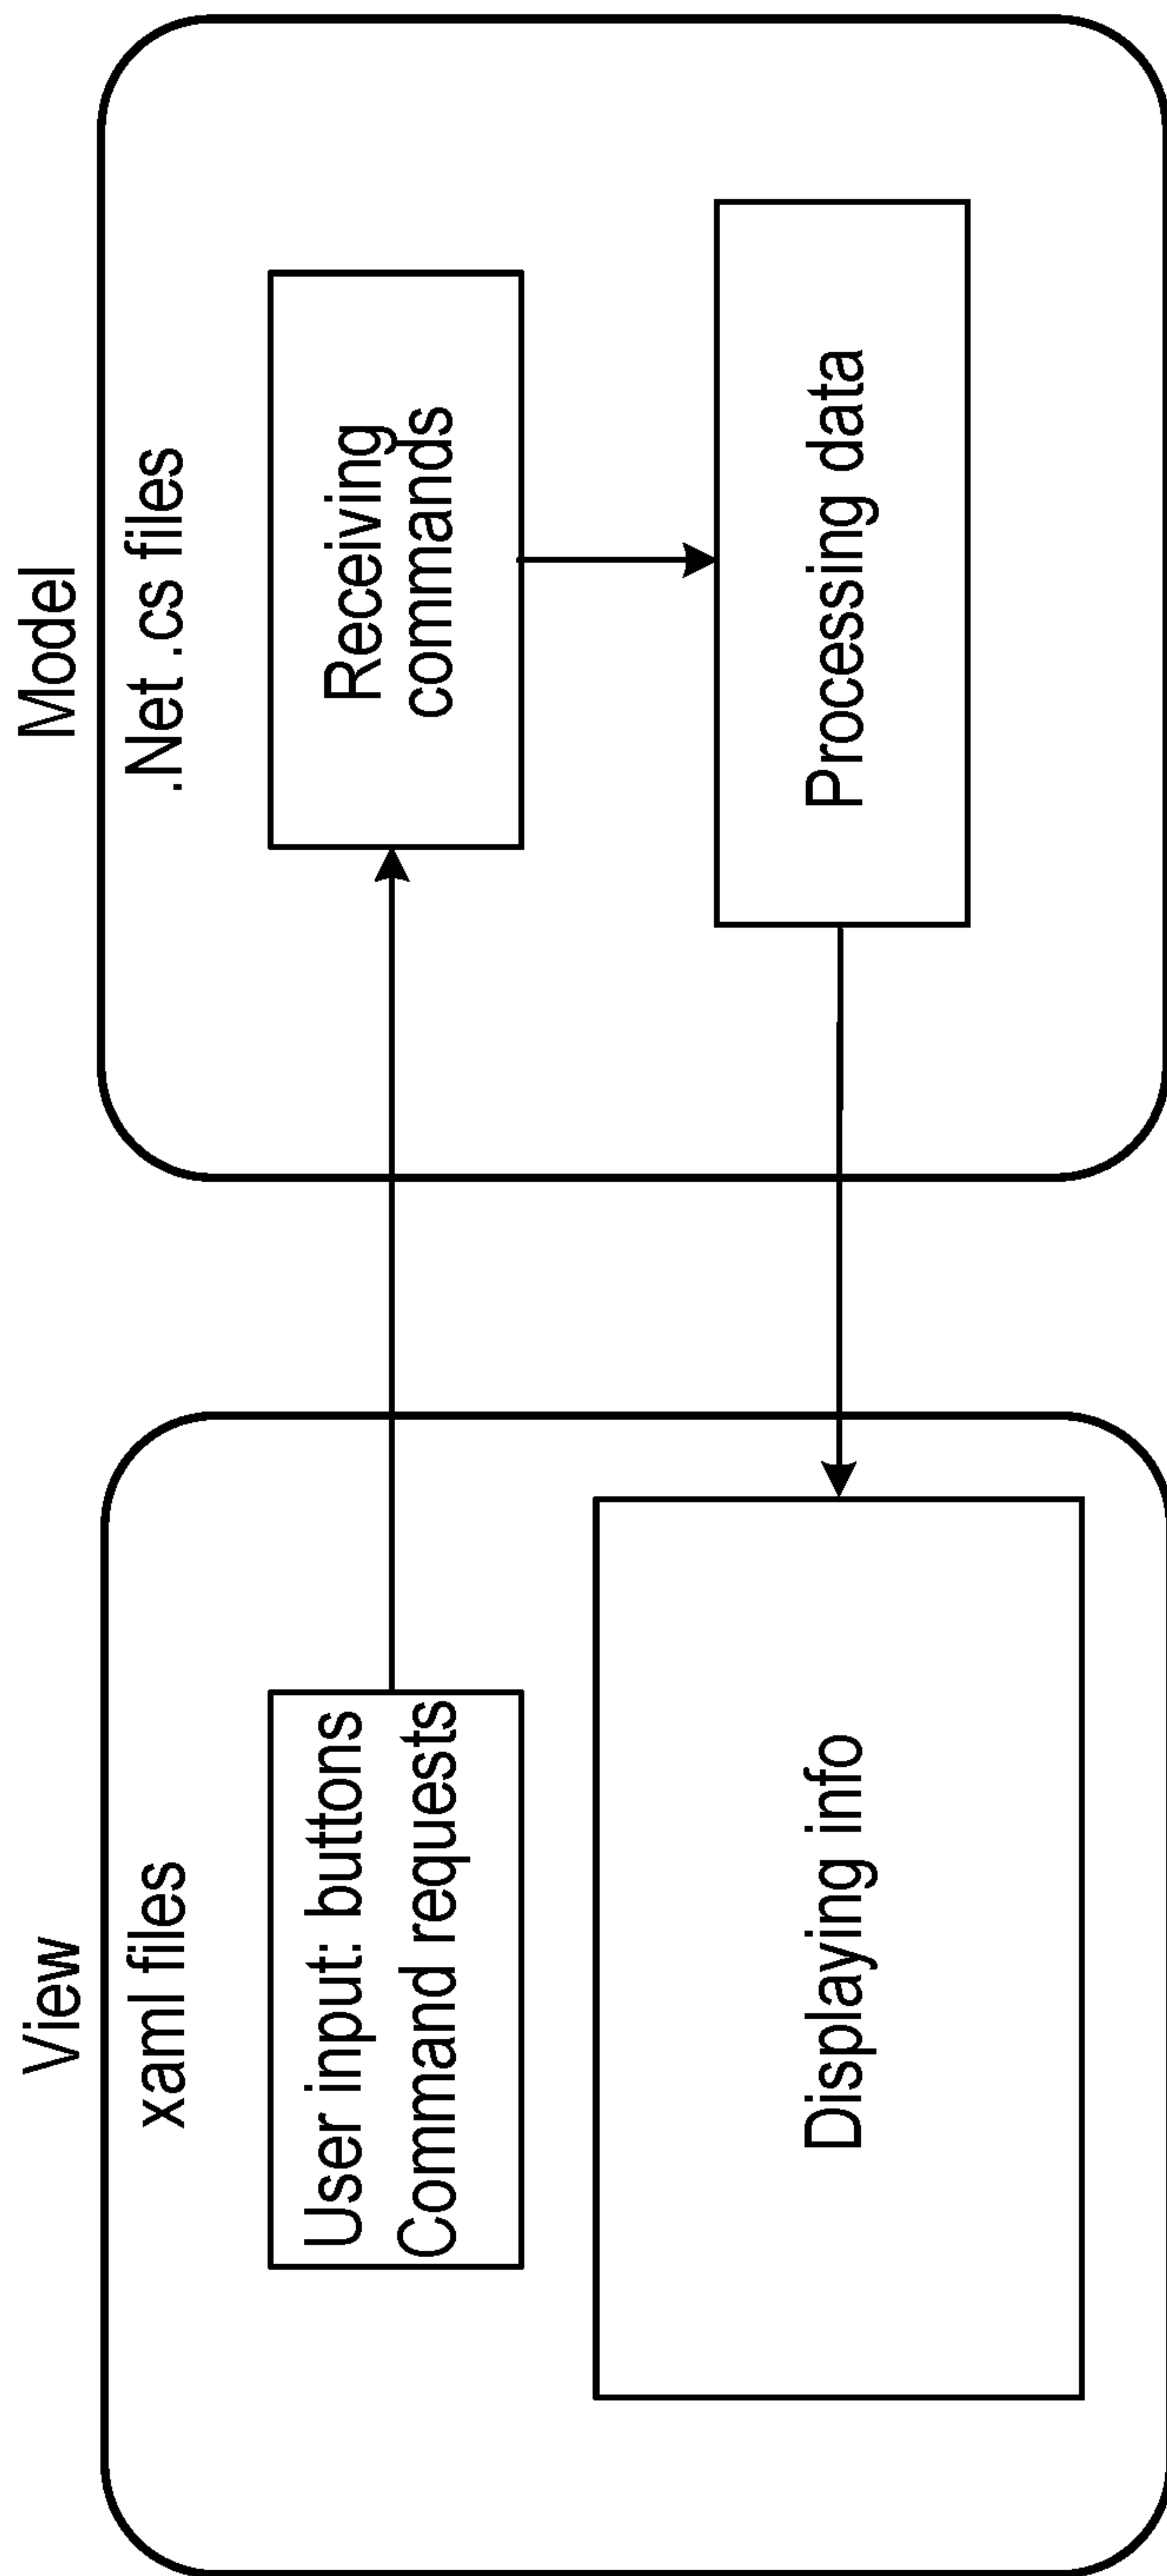 View
xaml files
User input: buttons
Command requests
Displaying info
Model
.Net .cs files
Receiving
commands
Processing data